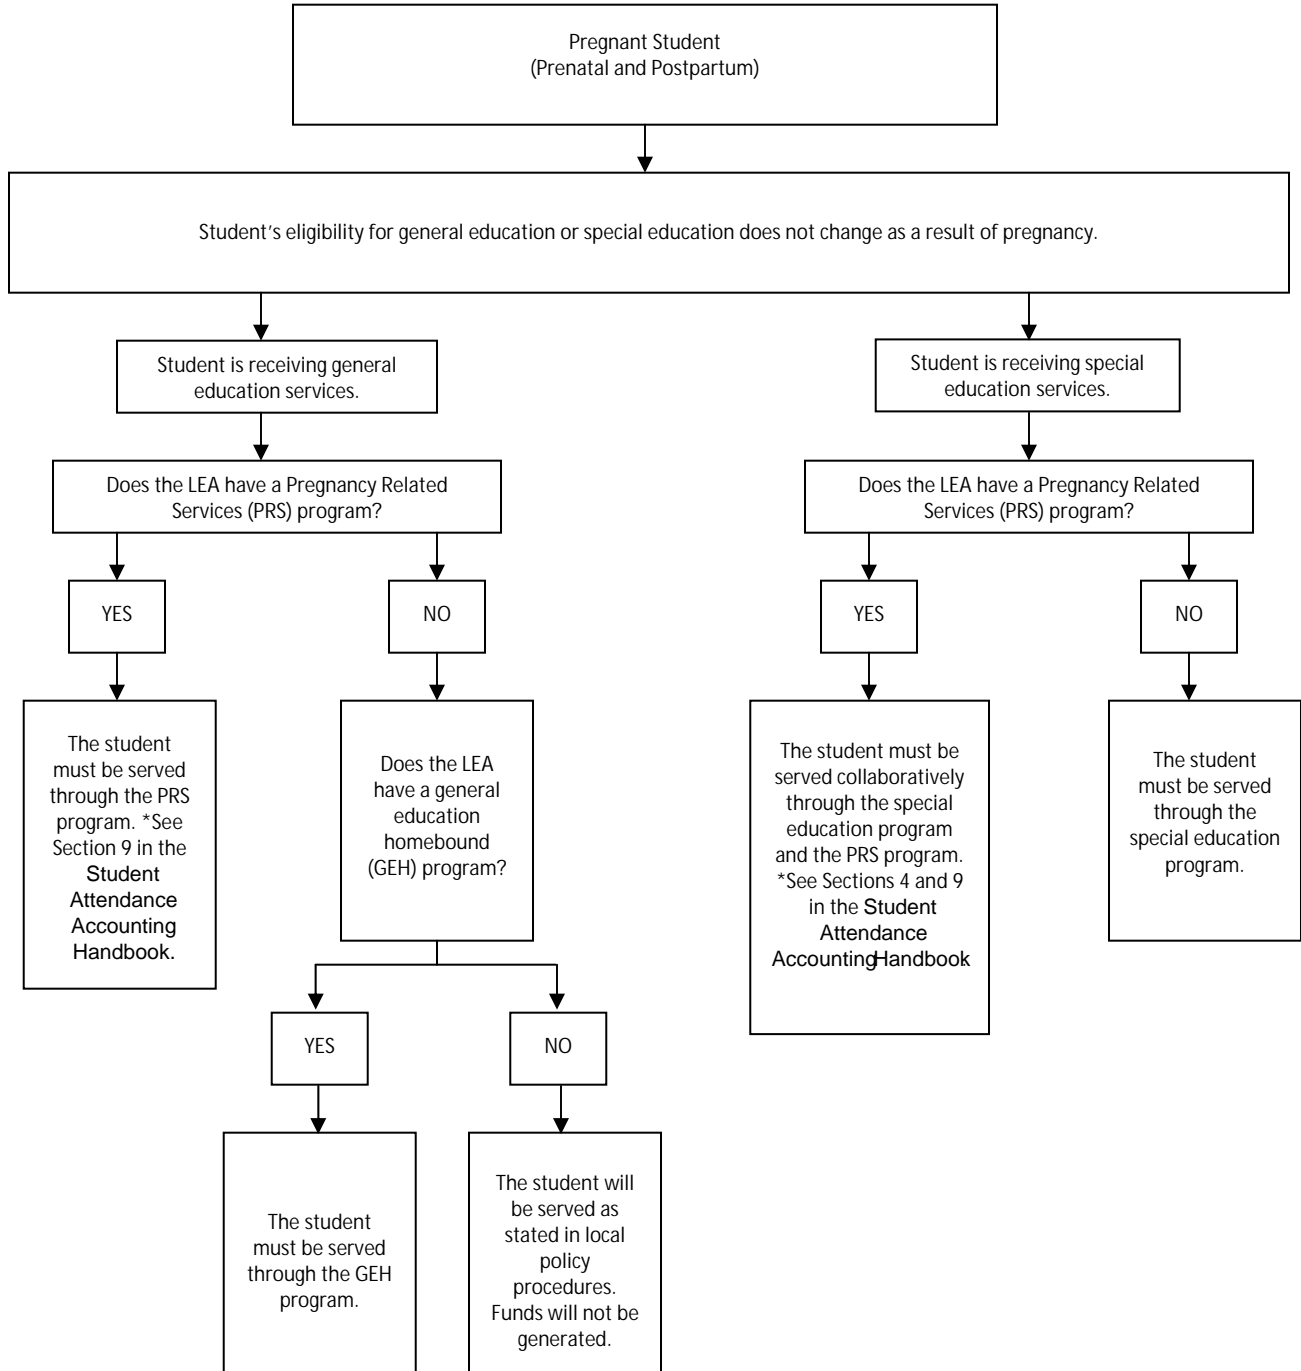 Pregnant Student
(Prenatal and Postpartum)
Student's eligibility for general education or special education does not change as a result of pregnancy.
Student is receiving general
education services.
Student is receiving special
education services.
Does the LEA have a Pregnancy Related
Services (PRS) program?
Does the LEA have a Pregnancy Related
Services (PRS) program?
YES
NO
YES
NO
The student
must be served
through the PRS
program. *See
Section 9 in the
Student
Attendance
Accounting
Handbook.
Does the LEA
have a general
education
homebound
(GEH) program?
The student must be
served collaboratively
through the special
education program
and the PRS program.
*See Sections 4 and 9
in the Student
Attendance
Accounting Handbook.
The student
must be served
through the
special education
program.
YES
NO
The student
must be served
through the GEH
program.
The student will
be served as
stated in local
policy
procedures.
Funds will not be
generated.